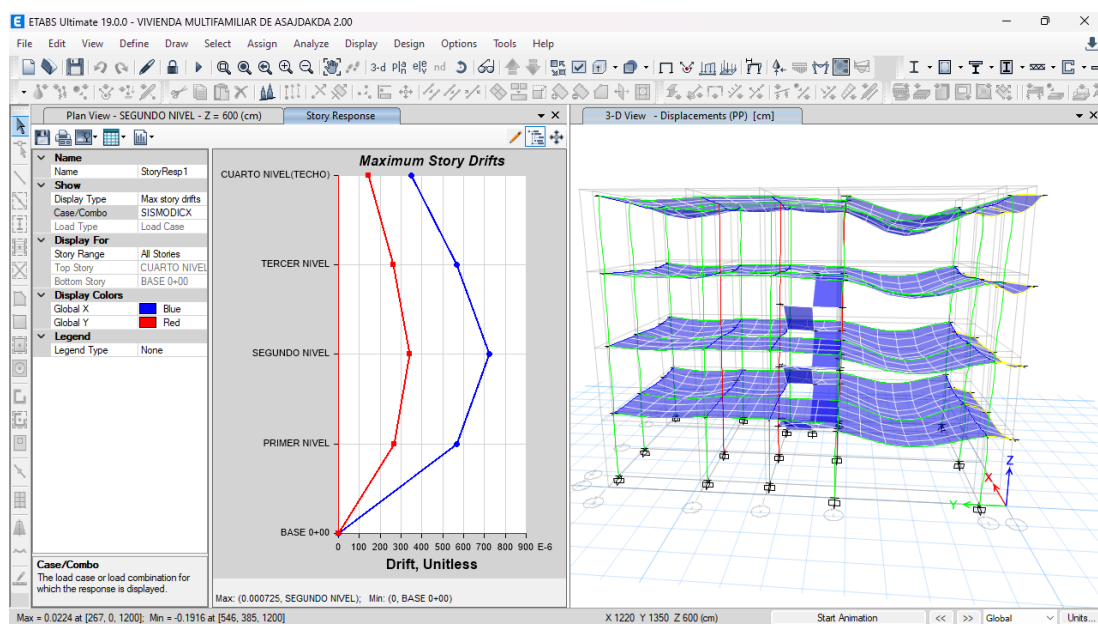 ETABS Ultimate 19.0.0 - VIVIENDA MULTIFAMILIAR DE ASAJDAKDA 2.00
File Edit View Define Draw Select Assign Analyze Display Design Options Tools Help
3-d nd
Plan View - SEGUNDO NIVEL - Z = 600 (cm)
Story Response
3-D View - Displacements (PP) [cm]
Name
Name StoryResp1
Show
Display Type Max story drifts
Case/Combo SISMODICX
Load Type Load Case
Display For
Story Range All Stories
Top Story CUARTO NIVEL
Bottom Story BASE 0+00
Display Colors
Global X Blue
Global Y Red
Legend
Legend Type None
Case/Combo
The load case or load combination for
which the response is displayed.
Maximum Story Drifts
CUARTO NIVEL(TECHO)
TERCER NIVEL
SEGUNDO NIVEL
PRIMER NIVEL
BASE 0+00
0 100 200 300 400 500 600 700 800 900 E-6
Drift, Unitless
Max: (0.000725, SEGUNDO NIVEL); Min: (0, BASE 0+00)
Z
X
Y
Max = 0.0224 at [267, 0, 1200]; Min = -0.1916 at [546, 385, 1200]
X 1220 Y 1350 Z 600 (cm)
Start Animation
<< >>
Global
Units...